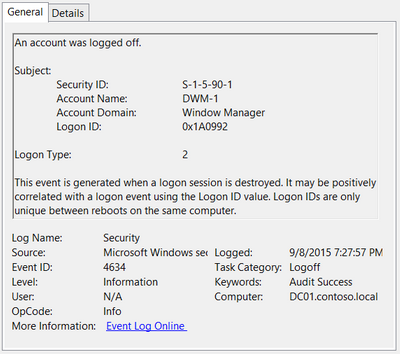 General Details
An account was logged off.
Subject:
Security ID: S-1-5-90-1
Account Name: DWM-1
Account Domain: Window Manager
Logon ID: 0x1A0992
Logon Type: 2
This event is generated when a logon session is destroyed. It may be positively
correlated with a logon event using the Logon ID value. Logon IDs are only
unique between reboots on the same computer.
Log Name: Security
Source: Microsoft Windows sec Logged: 9/8/2015 7:27:57 PM
Event ID: 4634 Task Category: Logoff
Level: Information Keywords: Audit Success
User: N/A Computer: DC01.contoso.local
OpCode: Info
More Information: Event Log Online